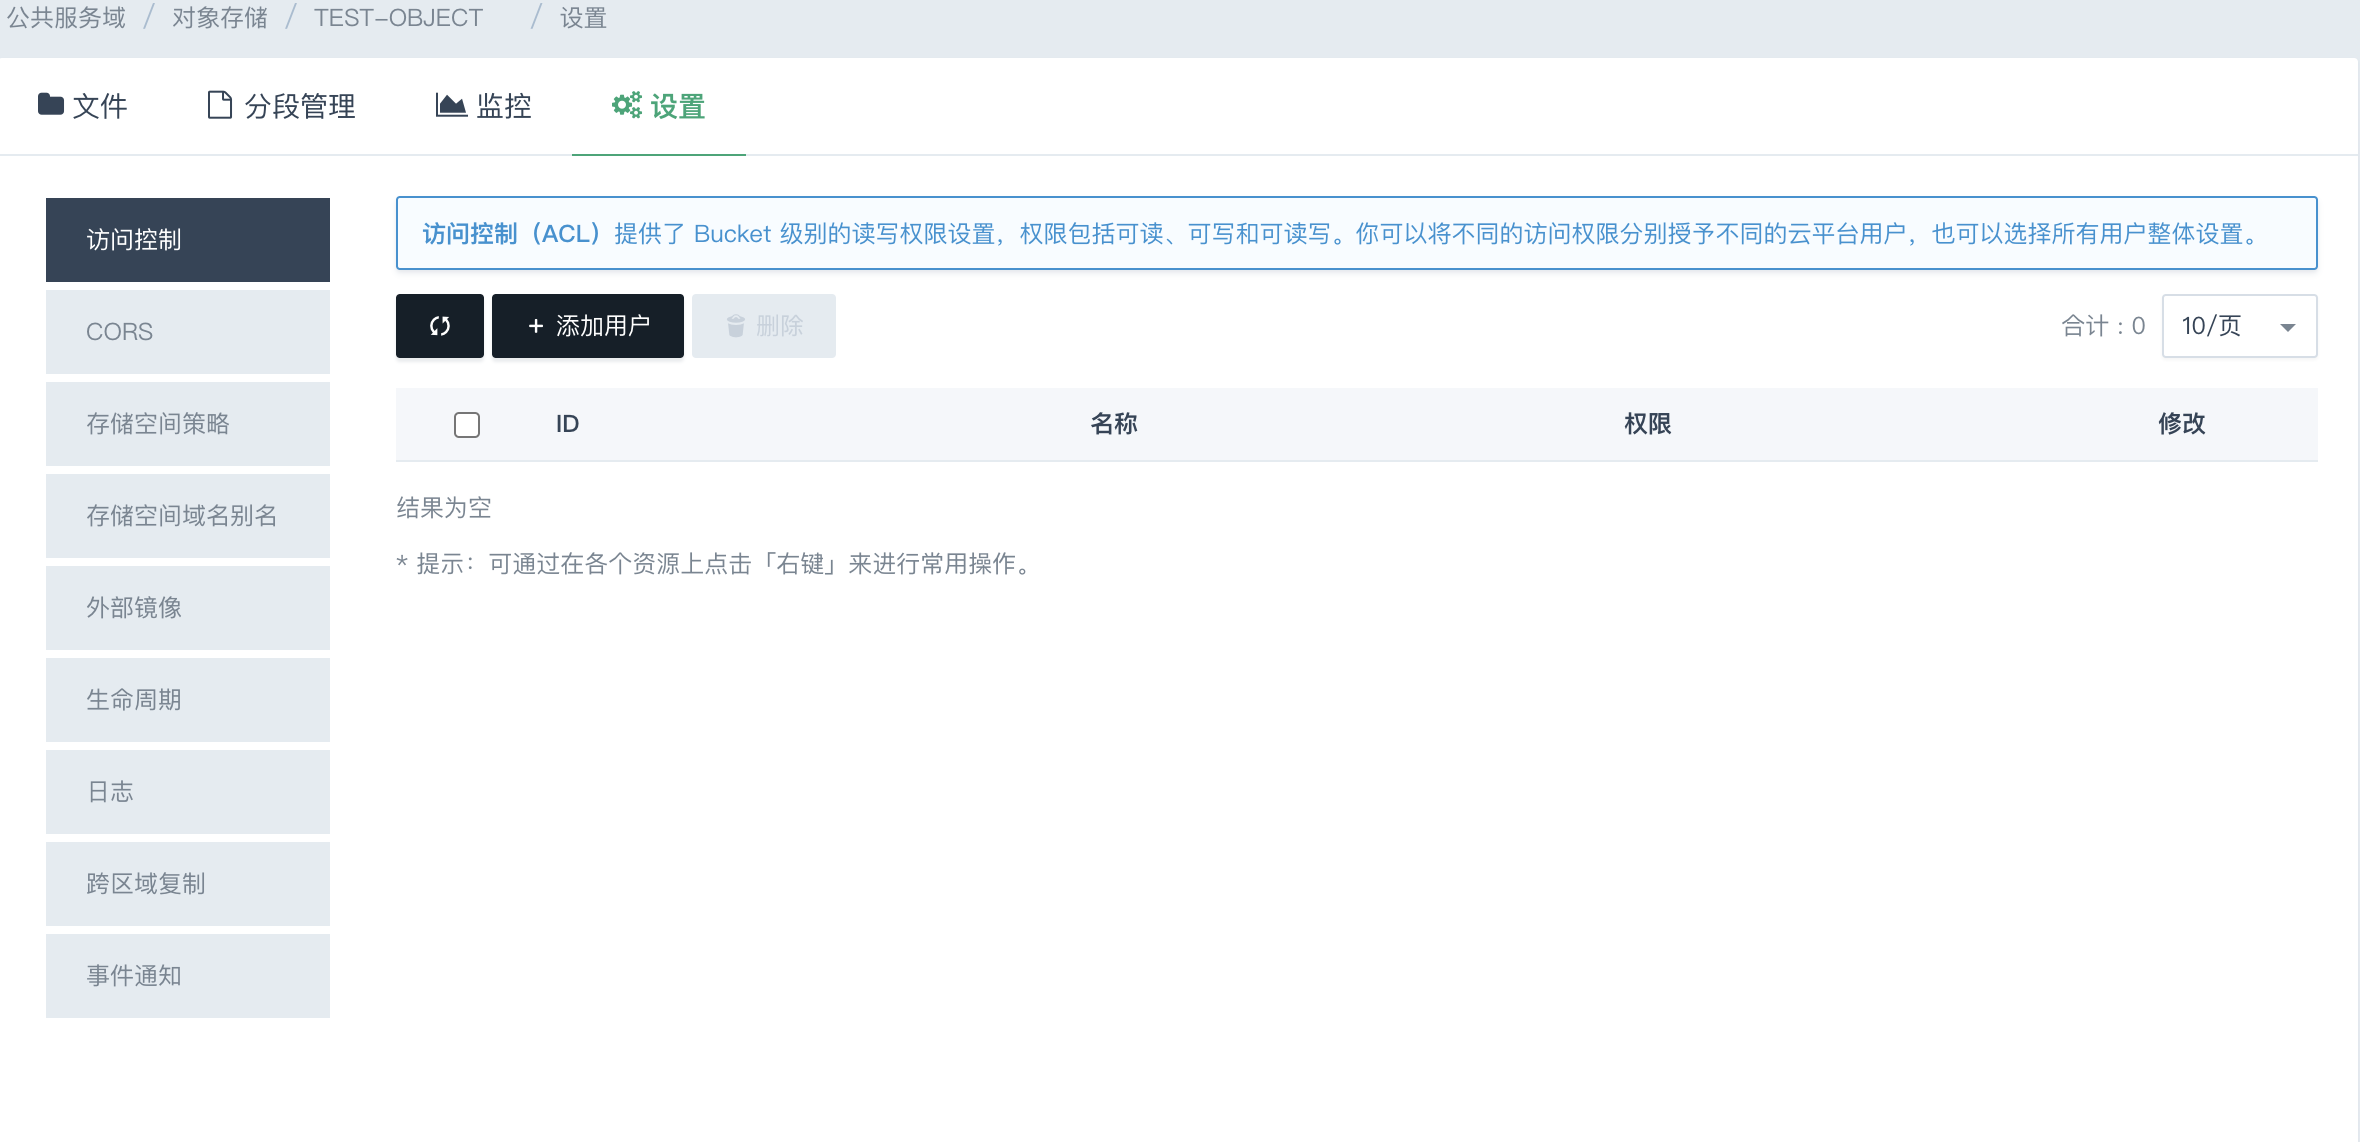 公共服务域 / 对象存储 / TEST-OBJECT / 设置
文件 分段管理 监控 设置
访问控制
CORS
存储空间策略
存储空间域名别名
外部镜像
生命周期
日志
跨区域复制
事件通知
访问控制（ACL）提供了 Bucket 级别的读写权限设置，权限包括可读、可写和可读写。你可以将不同的访问权限分别授予不同的云平台用户，也可以选择所有用户整体设置。
+ 添加用户 删除 合计：0 10/页
ID 名称 权限 修改
结果为空
* 提示：可通过在各个资源上点击「右键」来进行常用操作。